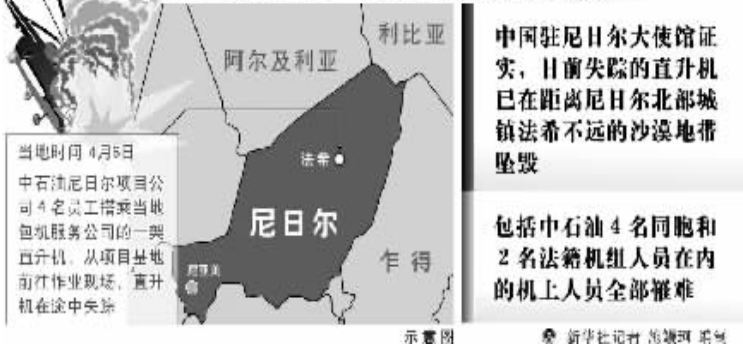 利比亚
阿尔及利亚
法希
尼日尔
乍得
尼亚美
当地时间 4月5日
中石油尼日尔项目公
司4名员工搭乘当地
包机服务公司的一架
直升机，从项目基地
前往作业现场，直升
机在途中失踪
示意图
中国驻尼日尔大使馆证
实，日前失踪的直升机
已在距离尼日尔北部城
镇法希不远的沙漠地带
坠毁
包括中石油4名同胞和
2名法籍机组人员在内
的机上人员全部罹难
新华社记者 编制